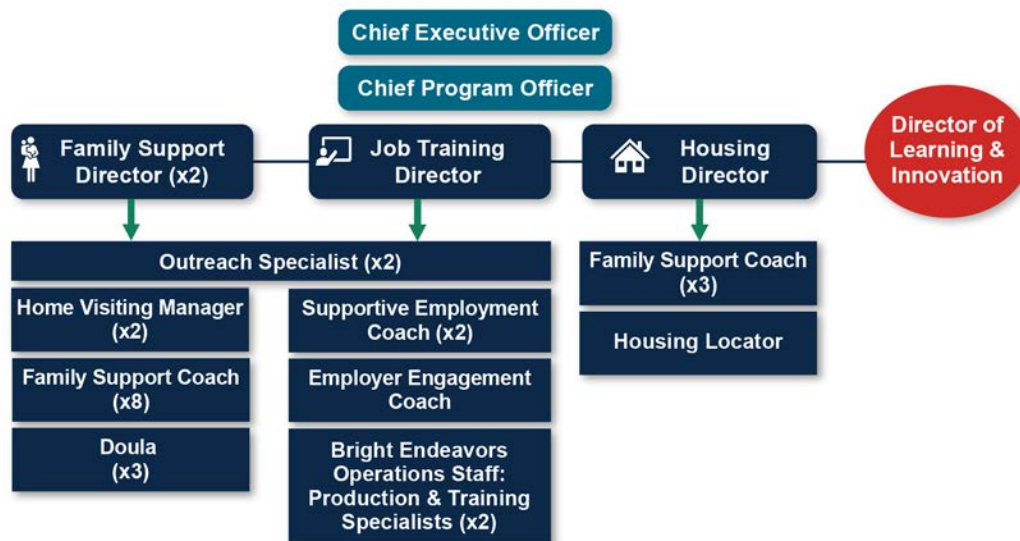 Chief Executive Officer
Chief Program Officer
Family Support
Director (x2)
Job Training
Director
Housing
Director
Director of
Learning &
Innovation
Outreach Specialist (x2)
Home Visiting Manager
(x2)
Family Support Coach
(x8)
Doula
(x3)
Supportive Employment
Coach (x2)
Employer Engagement
Coach
Bright Endeavors
Operations Staff:
Production & Training
Specialists (x2)
Family Support Coach
(x3)
Housing Locator